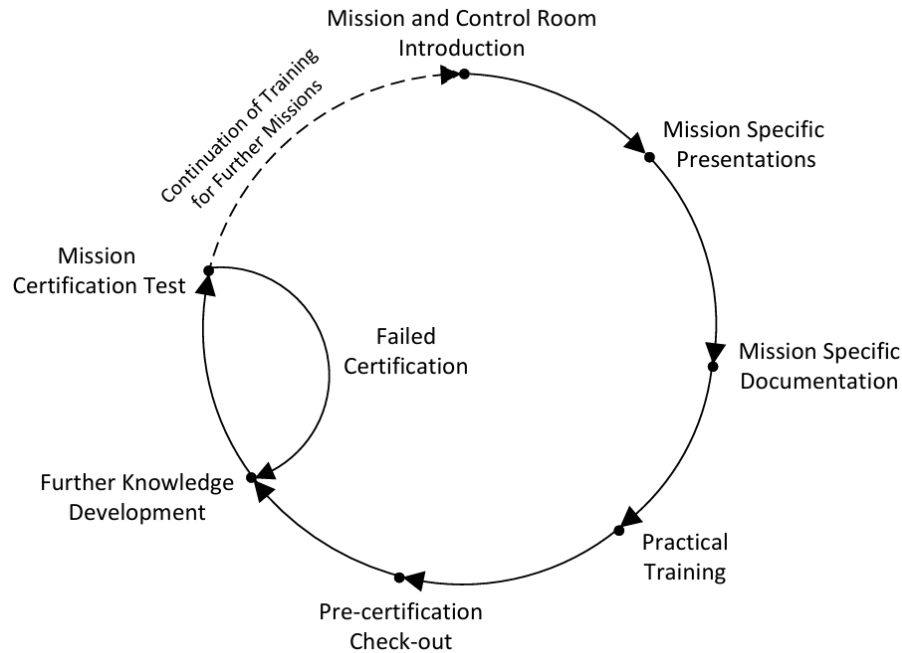 Mission and Control Room
Introduction
Mission Specific
Presentations
Mission Specific
Documentation
Practical
Training
Pre-certification
Check-out
Further Knowledge
Development
Mission
Certification Test
Failed
Certification
Continuation of Training
for Further Missions